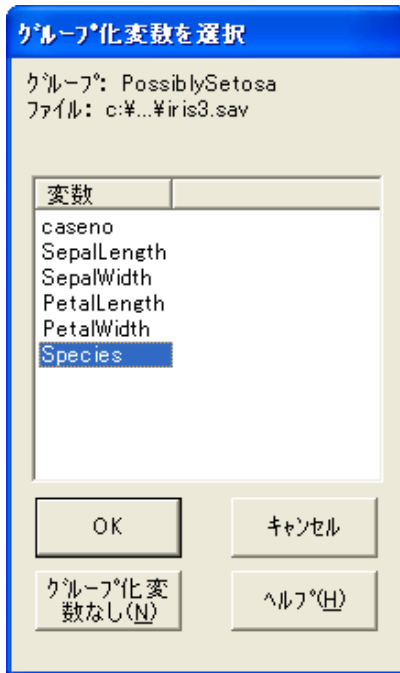 ｸﾞﾙｰﾌﾟ化変数を選択
ｸﾞﾙｰﾌﾟ: PossiblySetosa
ﾌｧｲﾙ: c:¥...¥iris3.sav
変数
caseno
SepalLength
SepalWidth
PetalLength
PetalWidth
Species
OK
ｷｬﾝｾﾙ
ｸﾞﾙｰﾌﾟ化変
数なし(N)
ﾍﾙﾌﾟ(H)